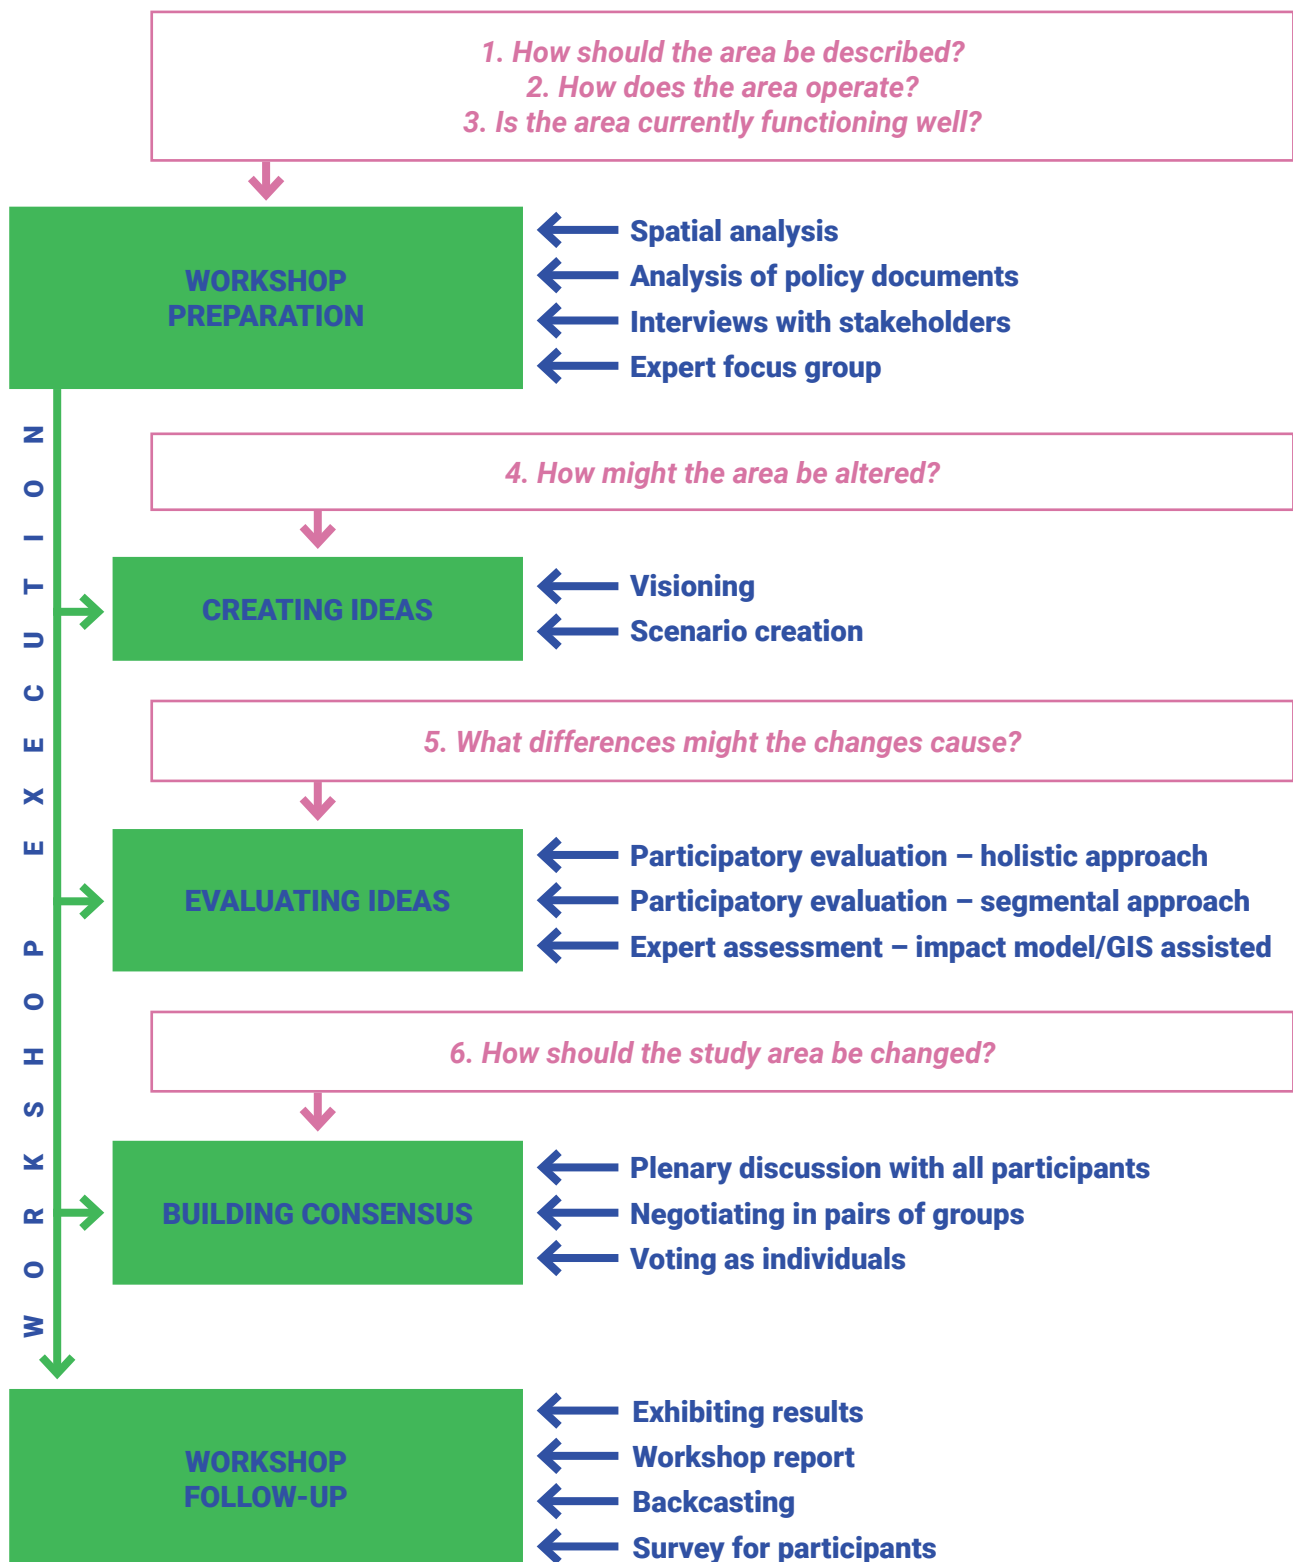 1. How should the area be described?
2. How does the area operate?
3. Is the area currently functioning well?
WORKSHOP
PREPARATION
Spatial analysis
Analysis of policy documents
Interviews with stakeholders
Expert focus group
WORKSHOP EXECUTION
4. How might the area be altered?
CREATING IDEAS
Visioning
Scenario creation
5. What differences might the changes cause?
EVALUATING IDEAS
Participatory evaluation – holistic approach
Participatory evaluation – segmental approach
Expert assessment – impact model/GIS assisted
6. How should the study area be changed?
BUILDING CONSENSUS
Plenary discussion with all participants
Negotiating in pairs of groups
Voting as individuals
WORKSHOP
FOLLOW-UP
Exhibiting results
Workshop report
Backcasting
Survey for participants